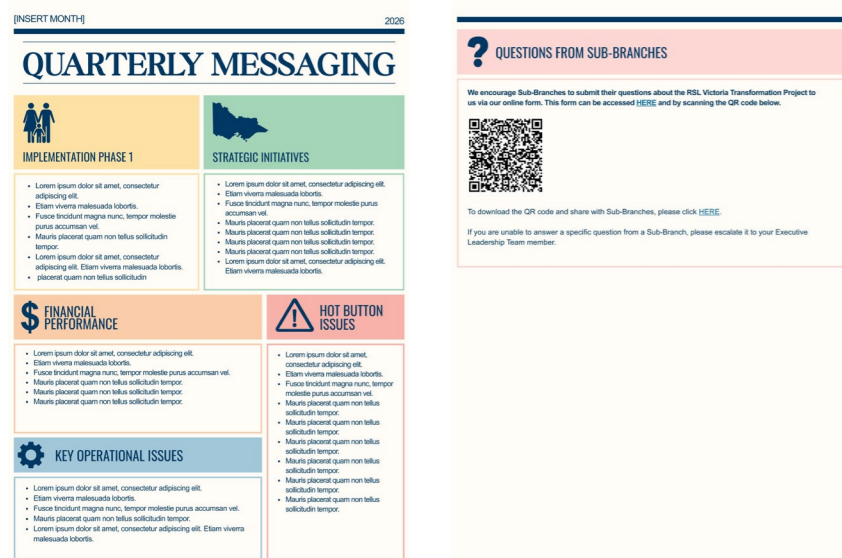 [INSERT MONTH]
2026
QUARTERLY MESSAGING
IMPLEMENTATION PHASE 1
• Lorem ipsum dolor sit amet, consectetur
adipiscing elit.
• Etiam viverra malesuada lobortis.
• Fusce tincidunt magna nunc, tempor molestie
purus accumsan vel.
• Mauris placerat quam non tellus sollicitudin
tempor.
• Lorem ipsum dolor sit amet, consectetur
adipiscing elit. Etiam viverra malesuada lobortis.
• placerat quam non tellus sollicitudin
STRATEGIC INITIATIVES
• Lorem ipsum dolor sit amet, consectetur adipiscing elit.
• Etiam viverra malesuada lobortis.
• Fusce tincidunt magna nunc, tempor molestie purus
accumsan vel.
• Mauris placerat quam non tellus sollicitudin tempor.
• Mauris placerat quam non tellus sollicitudin tempor.
• Mauris placerat quam non tellus sollicitudin tempor.
• Mauris placerat quam non tellus sollicitudin tempor.
• Lorem ipsum dolor sit amet, consectetur adipiscing elit.
Etiam viverra malesuada lobortis.
$ FINANCIAL
PERFORMANCE
• Lorem ipsum dolor sit amet, consectetur adipiscing elit.
• Etiam viverra malesuada lobortis.
• Fusce tincidunt magna nunc, tempor molestie purus accumsan vel.
• Mauris placerat quam non tellus sollicitudin tempor.
• Mauris placerat quam non tellus sollicitudin tempor.
• Mauris placerat quam non tellus sollicitudin tempor.
HOT BUTTON
ISSUES
• Lorem ipsum dolor sit amet,
consectetur adipiscing elit.
• Etiam viverra malesuada lobortis.
• Fusce tincidunt magna nunc, tempor
molestie purus accumsan vel.
• Mauris placerat quam non tellus
sollicitudin tempor.
• Mauris placerat quam non tellus
sollicitudin tempor.
• Mauris placerat quam non tellus
sollicitudin tempor.
• Mauris placerat quam non tellus
sollicitudin tempor.
• Mauris placerat quam non tellus
sollicitudin tempor.
• Mauris placerat quam non tellus
sollicitudin tempor.
KEY OPERATIONAL ISSUES
• Lorem ipsum dolor sit amet, consectetur adipiscing elit.
• Etiam viverra malesuada lobortis.
• Fusce tincidunt magna nunc, tempor molestie purus accumsan vel.
• Mauris placerat quam non tellus sollicitudin tempor.
• Lorem ipsum dolor sit amet, consectetur adipiscing elit. Etiam viverra
malesuada lobortis.
? QUESTIONS FROM SUB-BRANCHES
We encourage Sub-Branches to submit their questions about the RSL Victoria Transformation Project to
us via our online form. This form can be accessed HERE and by scanning the QR code below.
To download the QR code and share with Sub-Branches, please click HERE.
If you are unable to answer a specific question from a Sub-Branch, please escalate it to your Executive
Leadership Team member.